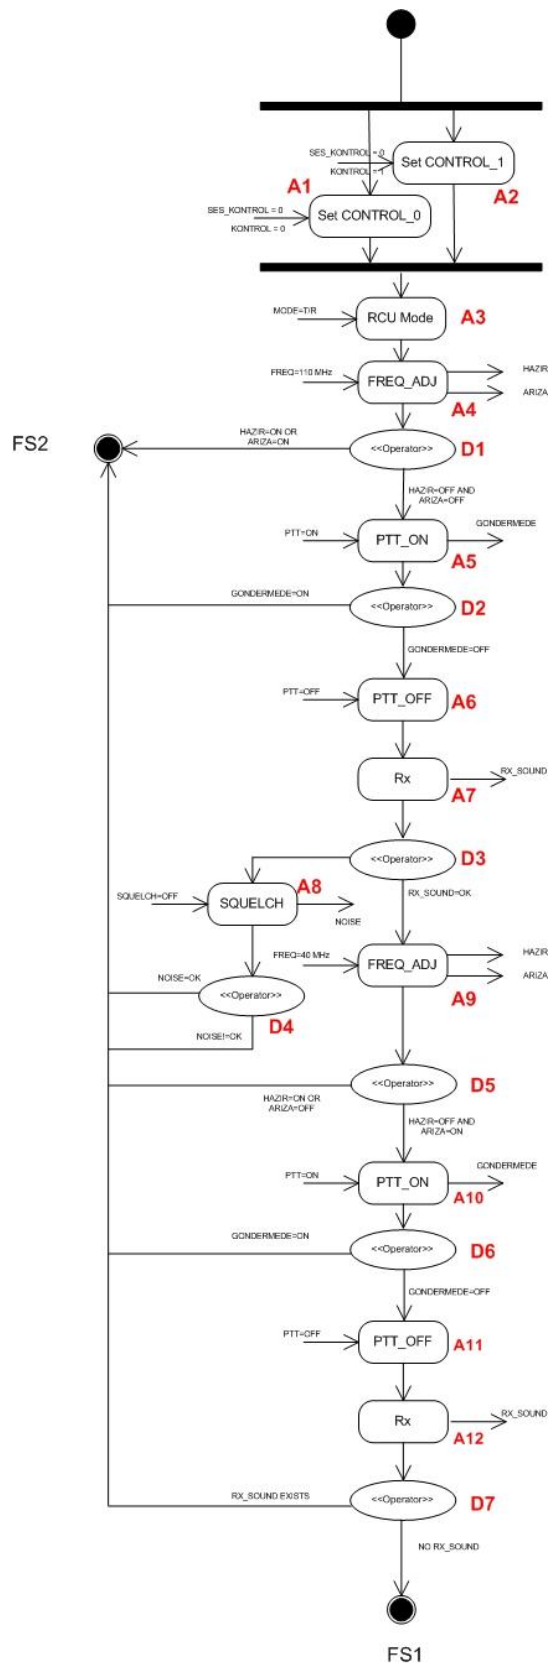 SES_KONTROL = 0
Set CONTROL_1
KONTROL = 1
A1
A2
SES_KONTROL = 0
Set CONTROL_0
KONTROL = 0
MODE=T/R
RCU Mode
A3
FREQ=110 MHz
FREQ_ADJ
HAZIR
ARIZA
A4
FS2
HAZIR=ON OR
ARIZA=ON
<<Operator>>
D1
HAZIR=OFF AND
ARIZA=OFF
PTT=ON
PTT_ON
GONDERMEDE
A5
GONDERMEDE=ON
<<Operator>>
D2
GONDERMEDE=OFF
PTT=OFF
PTT_OFF
A6
Rx
RX_SOUND
A7
<<Operator>>
D3
A8
RX_SOUND=OK
SQUELCH=OFF
SQUELCH
NOISE
FREQ=40 MHz
FREQ_ADJ
HAZIR
ARIZA
A9
NOISE=OK
<<Operator>>
D4
NOISE!=OK
<<Operator>>
D5
HAZIR=ON OR
ARIZA=OFF
HAZIR=OFF AND
ARIZA=ON
PTT=ON
PTT_ON
GONDERMEDE
A10
GONDERMEDE=ON
<<Operator>>
D6
GONDERMEDE=OFF
PTT=OFF
PTT_OFF
A11
Rx
RX_SOUND
A12
RX_SOUND EXISTS
<<Operator>>
D7
NO RX_SOUND
FS1